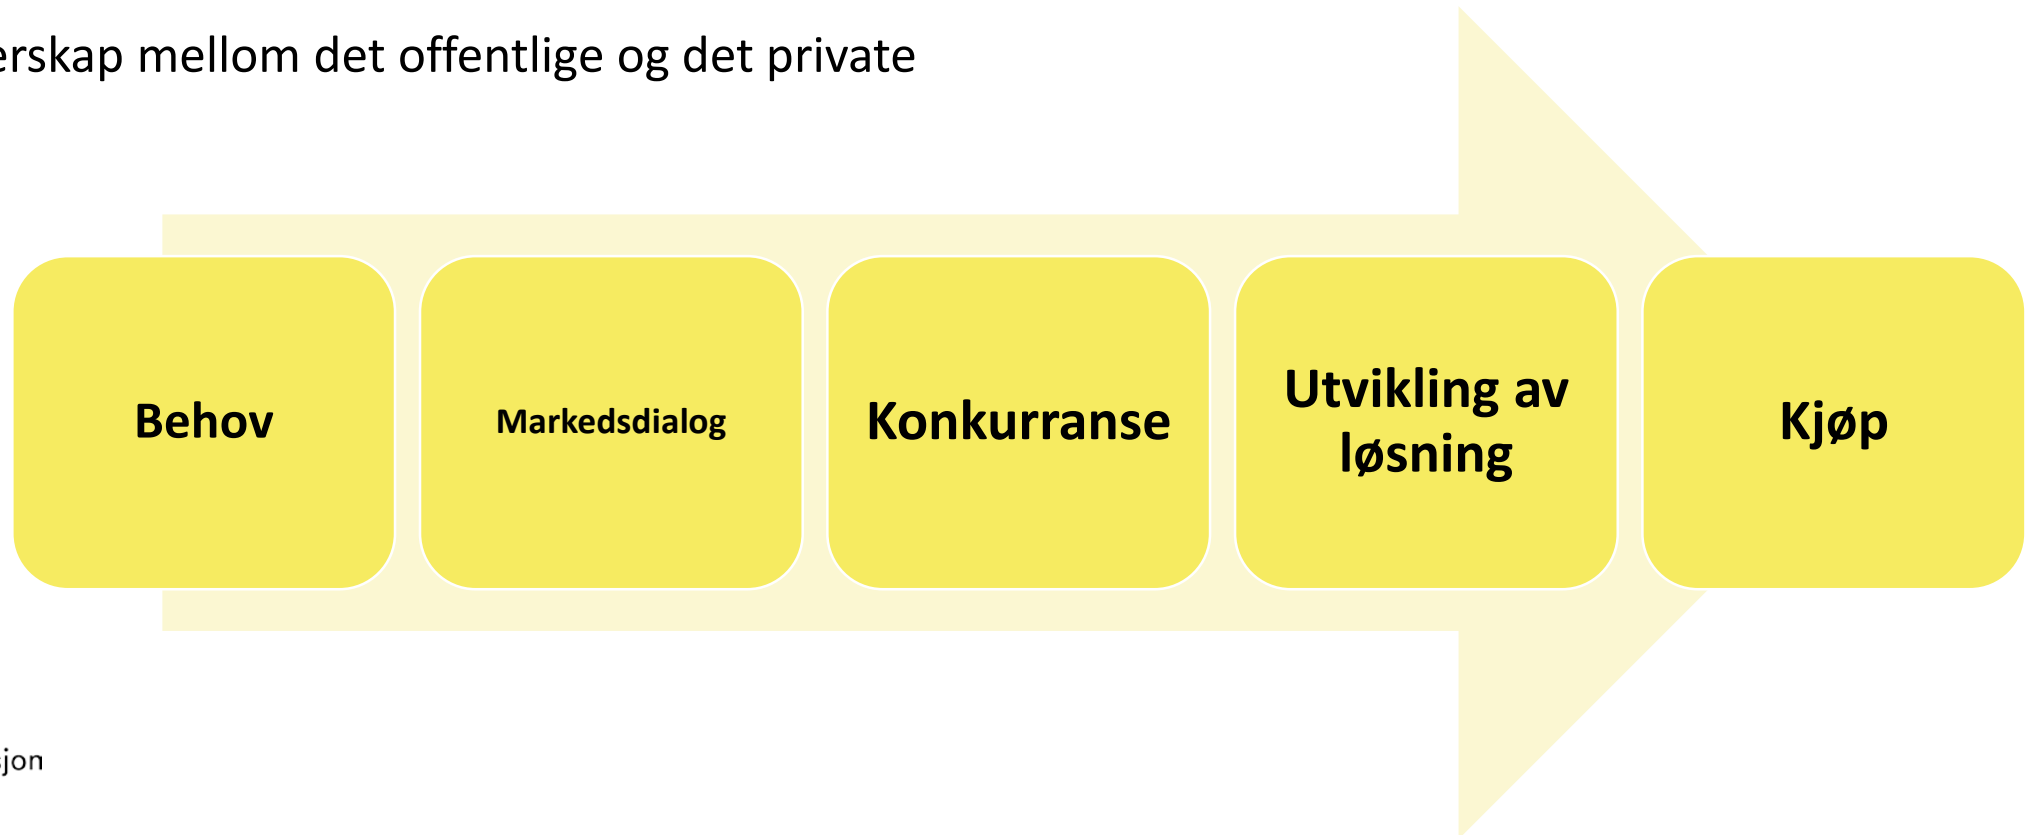 erskap mellom det offentlige og det private
Behov
Markedsdialog
Konkurranse
Utvikling av
løsning
Kjøp
jon